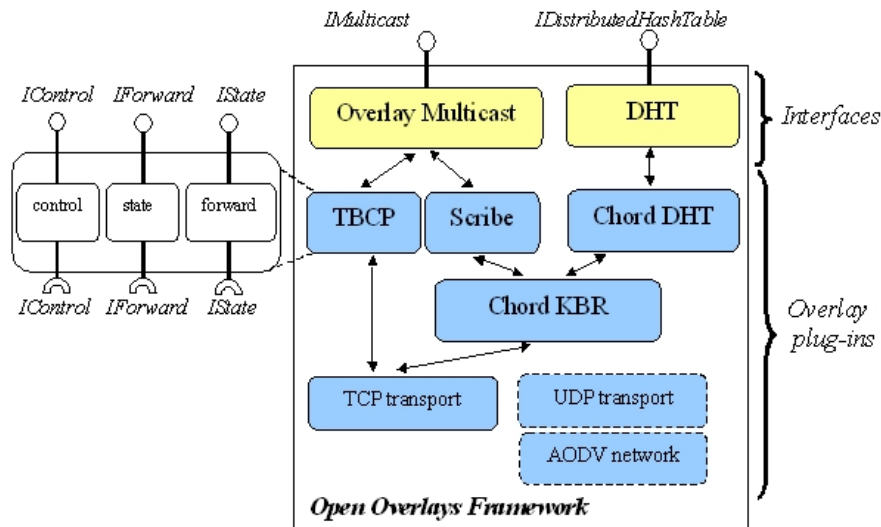 IMulticast
IDistributedHashTable
IControl
IForward
IState
Overlay Multicast
DHT
Interfaces
control
state
forward
TBCP
Scribe
Chord DHT
IControl
IForward
IState
Chord KBR
Overlay
plug-ins
TCP transport
UDP transport
AODV network
Open Overlays Framework